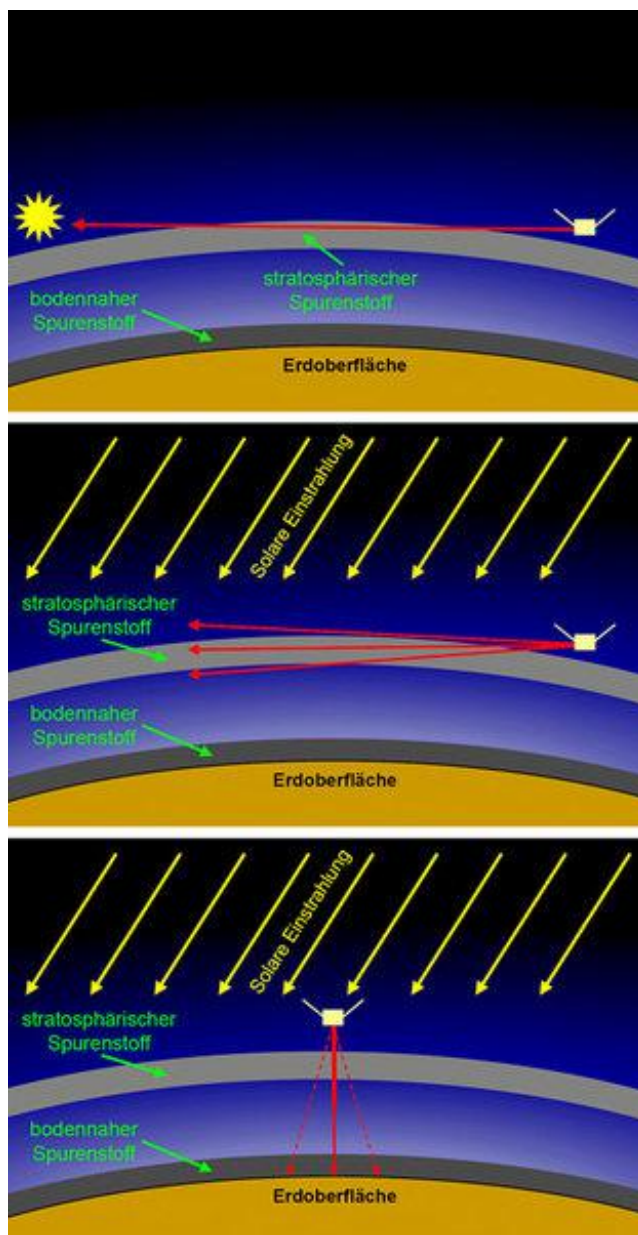 stratosphärischer
Spurenstoff
bodennaher
Spurenstoff
Erdoberfläche
Solare Einstrahlung
stratosphärischer
Spurenstoff
bodennaher
Spurenstoff
Erdoberfläche
Solare Einstrahlung
stratosphärischer
Spurenstoff
bodennaher
Spurenstoff
Erdoberfläche